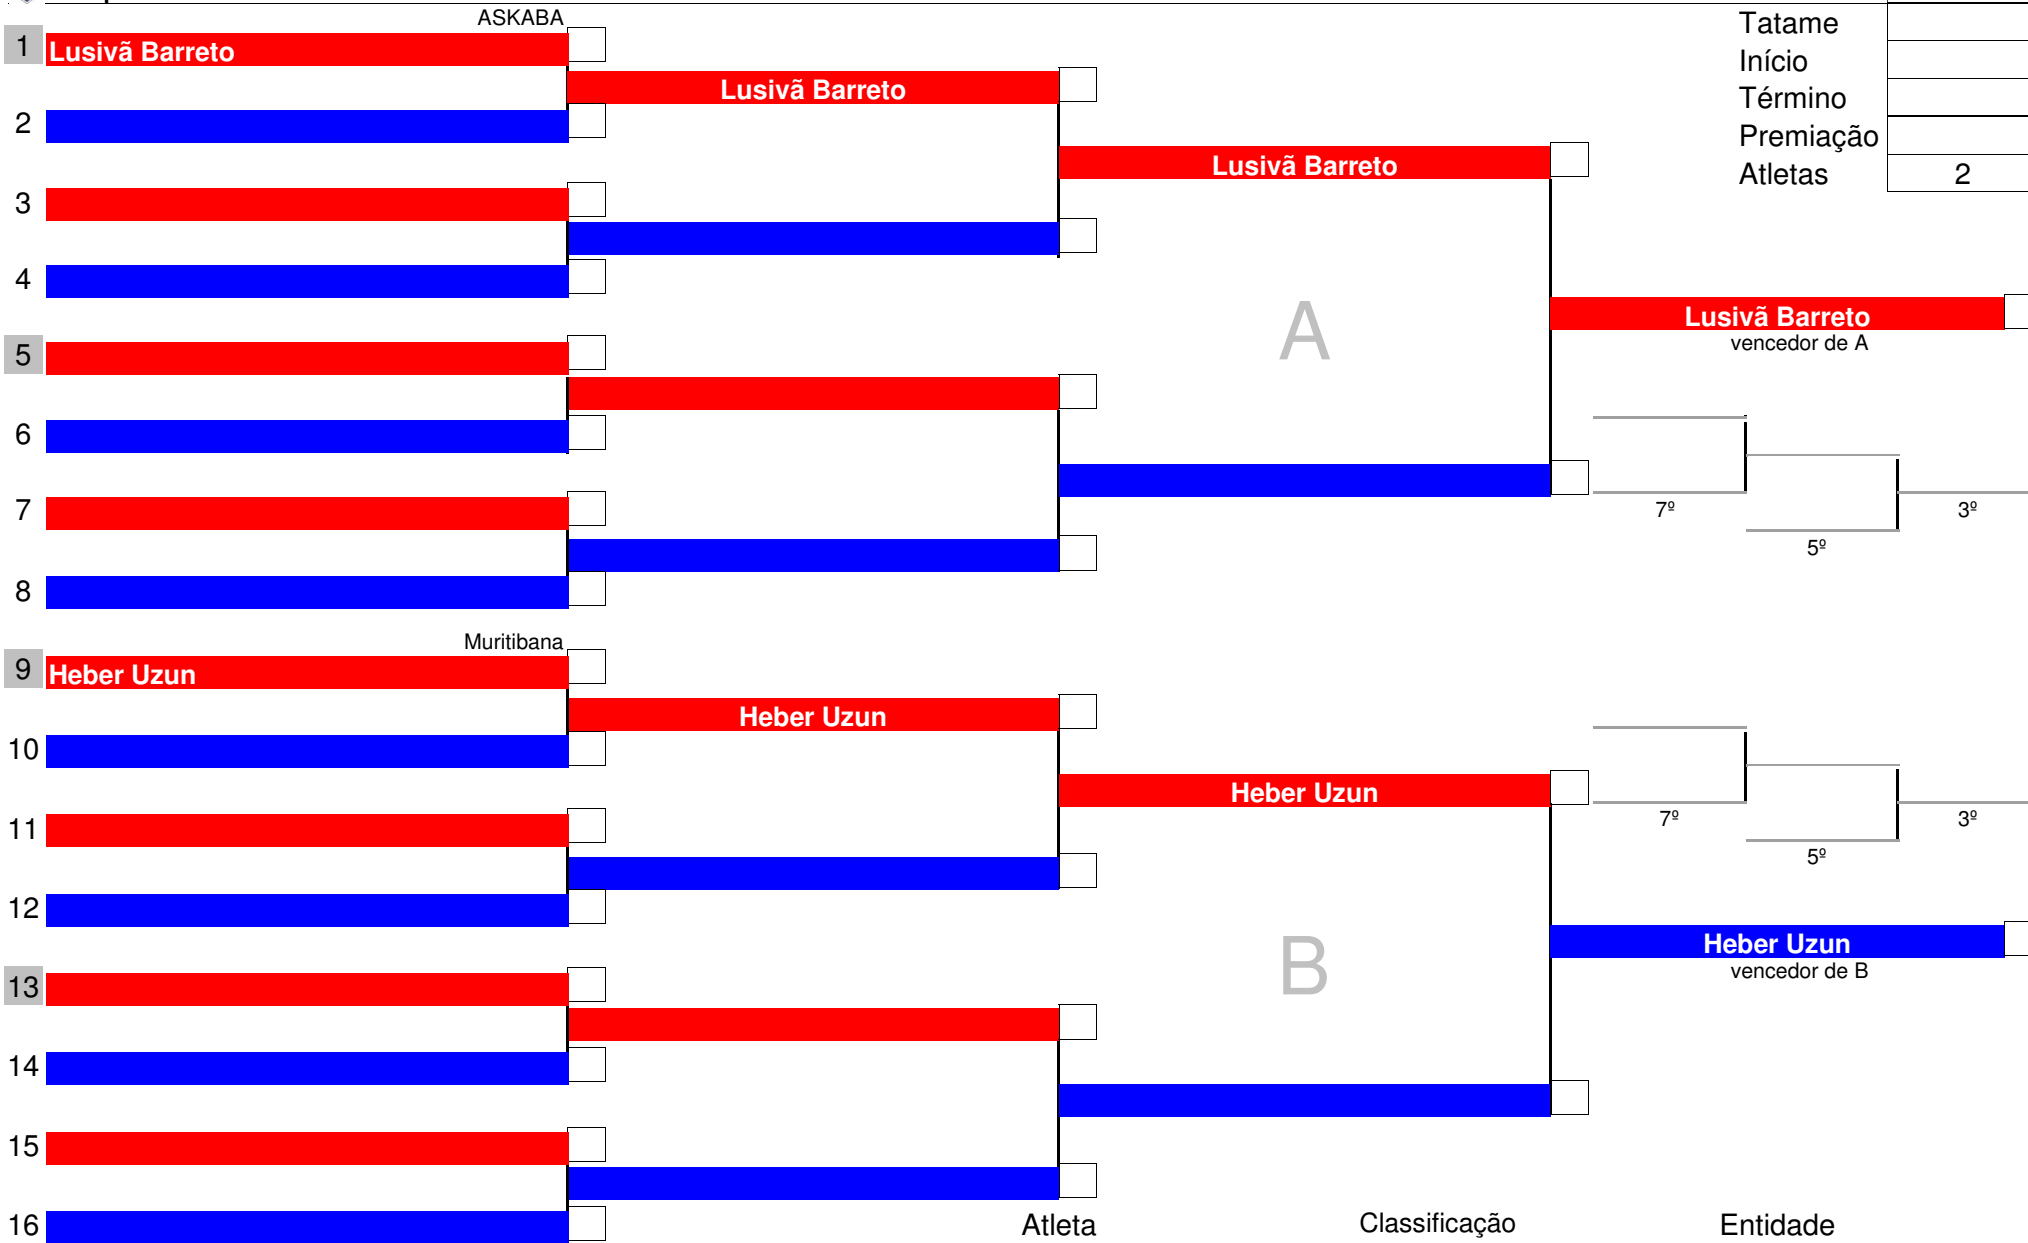 ASKABA
Tatame
1 Lusivã Barreto
Início
Lusivã Barreto
Término
2
Premiação
Lusivã Barreto
Atletas 2
3
4
Lusivã Barreto
vencedor de A
A
5
6
7
7º
3º
5º
8
Muritibana
9 Heber Uzun
Heber Uzun
10
Heber Uzun
11
7º
3º
5º
12
Heber Uzun
vencedor de B
B
13
14
15
16
Atleta Classificação Entidade